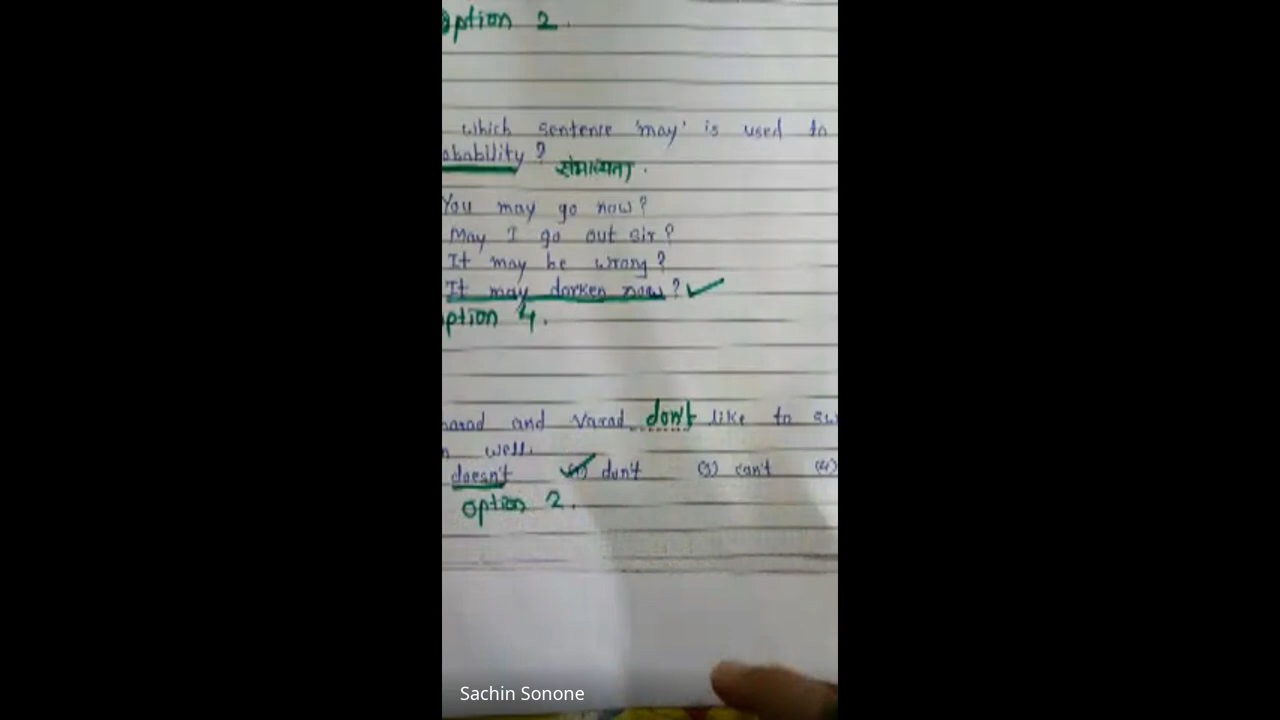 Option 2.
which sentence 'may' is used to
obability? संभाव्यता.
You may go now?
May I go out sir?
It may be wrong?
It may darken now?
ption 4.
and Varad don't like to sw
well.
doesn't don't (3) can't (4)
option 2.
Sachin Sonone